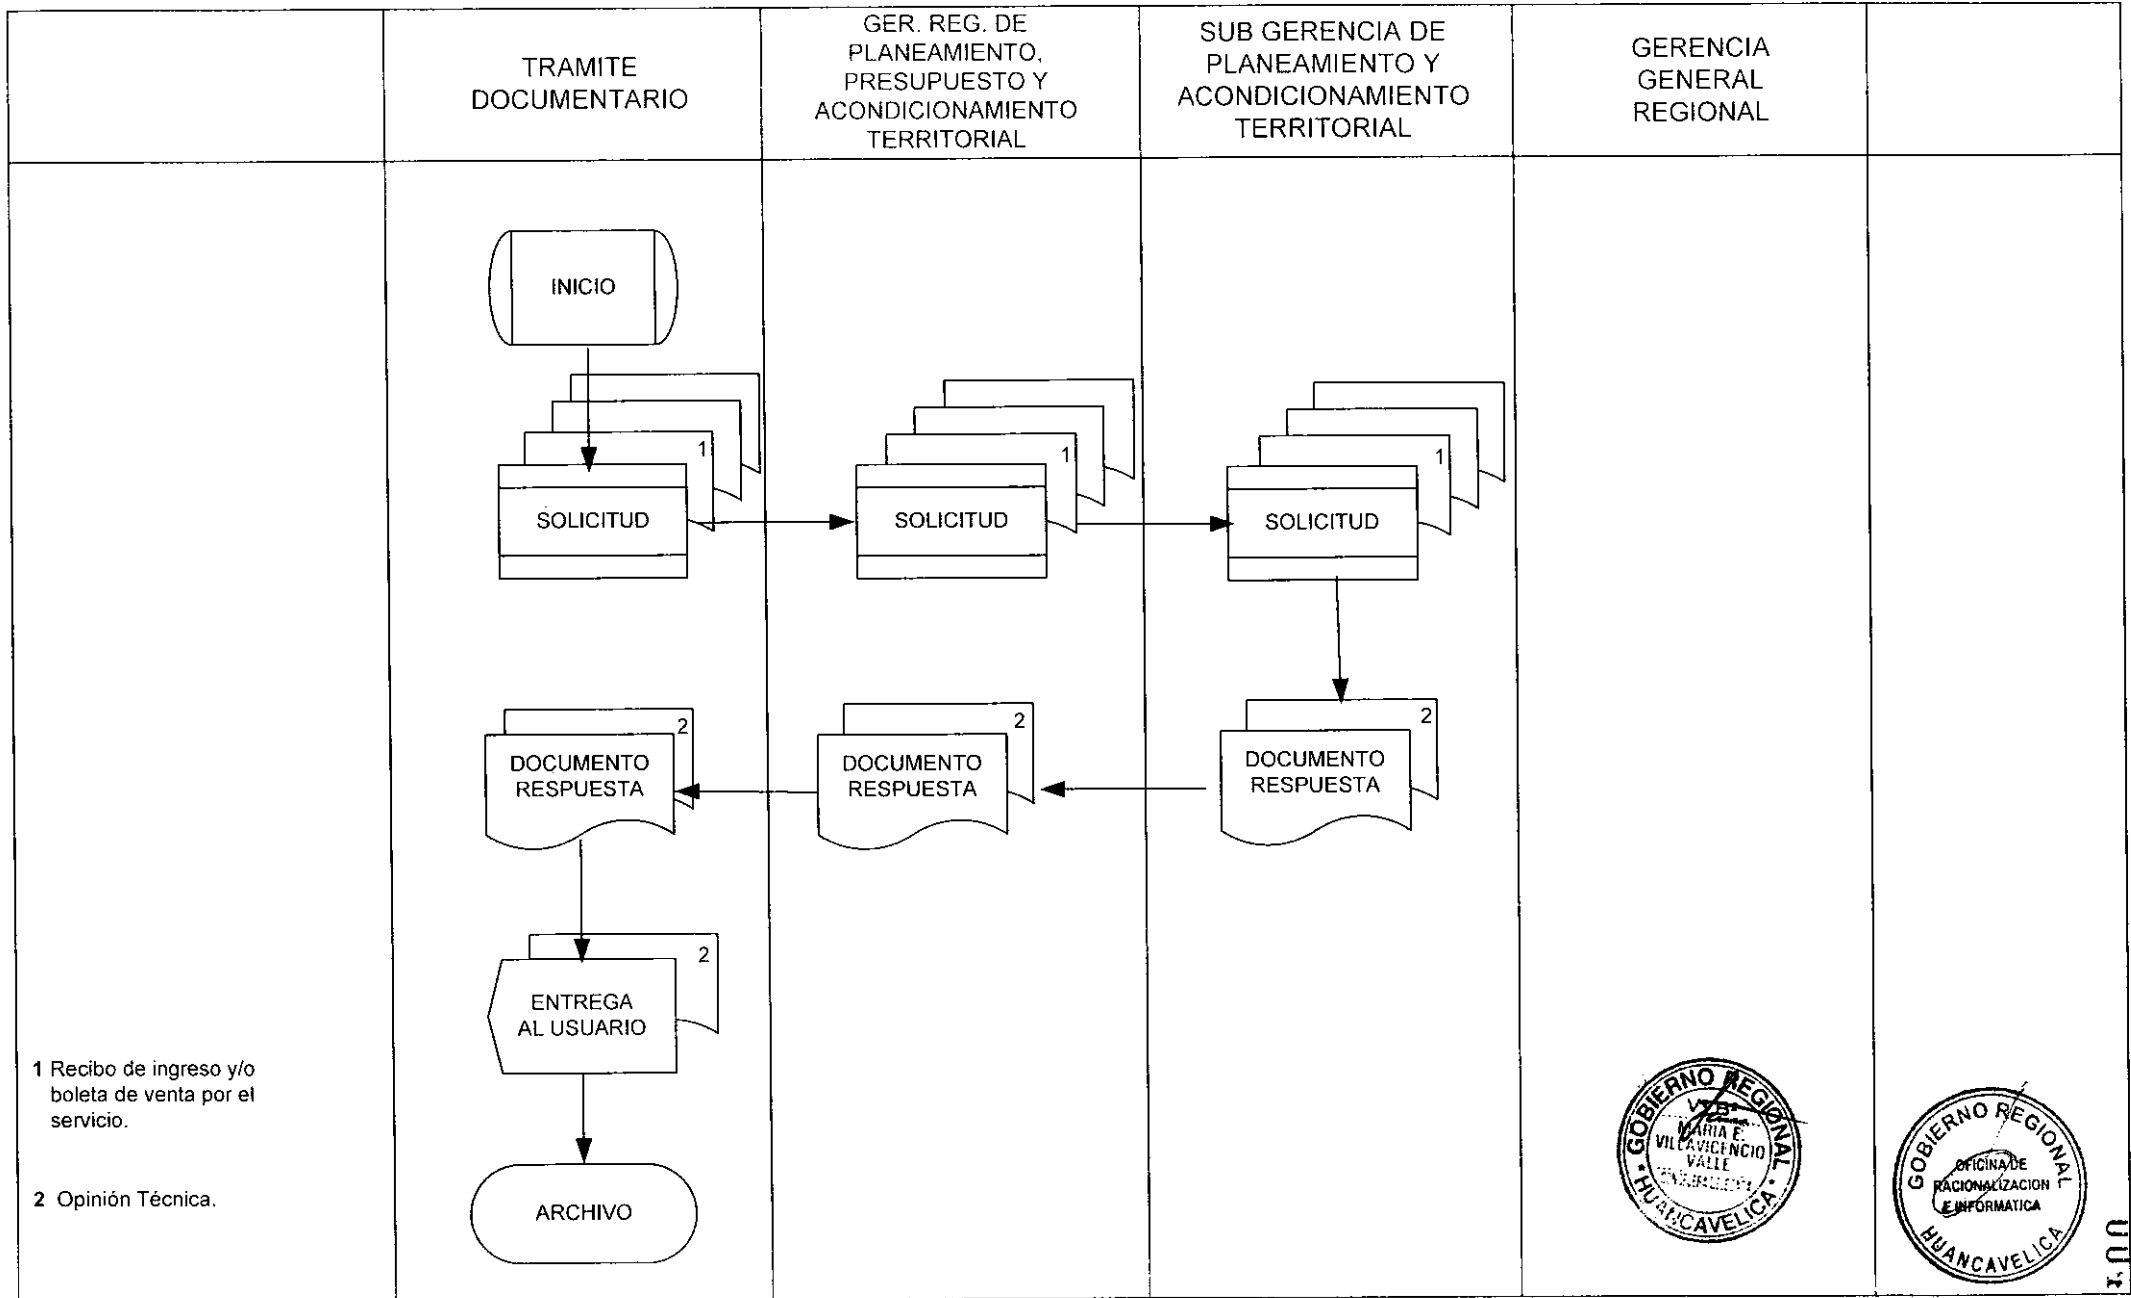 TRAMITE
DOCUMENTARIO
GER. REG. DE
PLANEAMIENTO,
PRESUPUESTO Y
ACONDICIONAMIENTO
TERRITORIAL
SUB GERENCIA DE
PLANEAMIENTO Y
ACONDICIONAMIENTO
TERRITORIAL
GERENCIA
GENERAL
REGIONAL
INICIO
1
SOLICITUD
1
SOLICITUD
1
SOLICITUD
2
DOCUMENTO
RESPUESTA
2
DOCUMENTO
RESPUESTA
2
DOCUMENTO
RESPUESTA
2
ENTREGA
AL USUARIO
ARCHIVO
1 Recibo de ingreso y/o
boleta de venta por el
servicio.
2 Opinión Técnica.
GOBIERNO REGIONAL
MARIA E.
VILLAVICENCIO
VALLE
HUANCAVELICA
GOBIERNO REGIONAL
OFICINA DE
RACIONALIZACION
E INFORMATICA
HUANCAVELICA